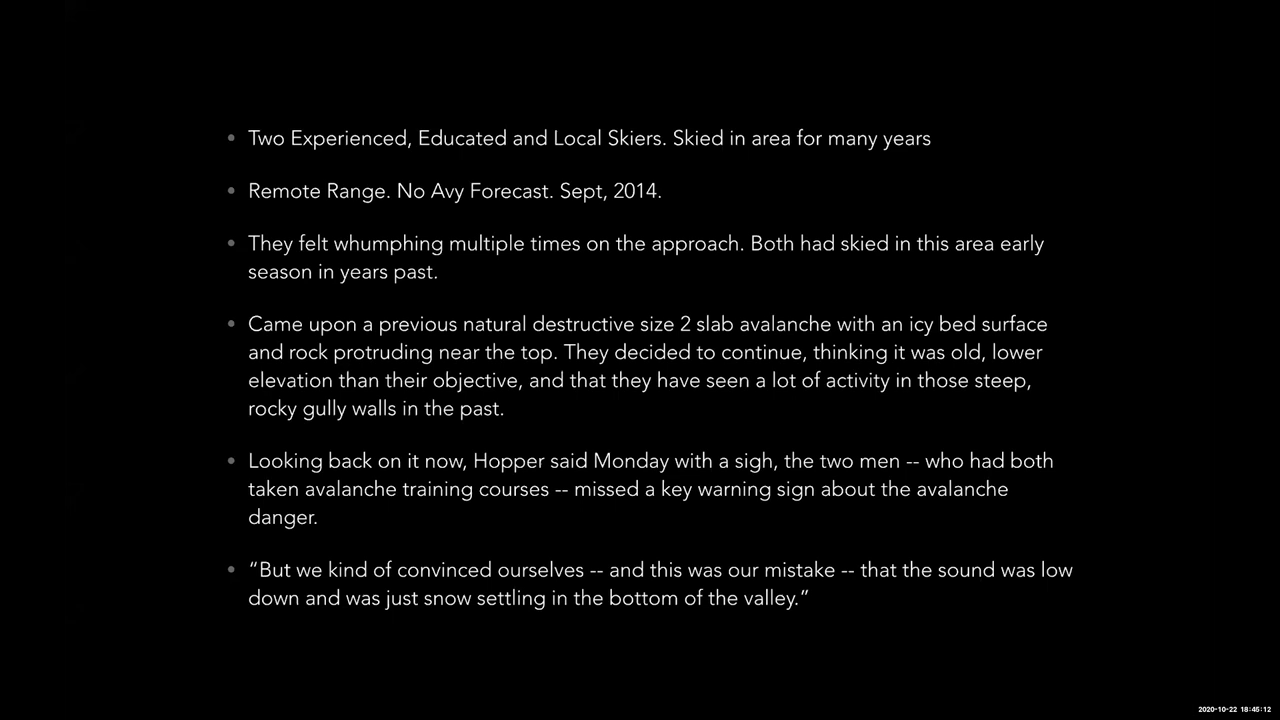 • Two Experienced, Educated and Local Skiers. Skied in area for many years
• Remote Range. No Avy Forecast. Sept, 2014.
• They felt whumphing multiple times on the approach. Both had skied in this area early
season in years past.
• Came upon a previous natural destructive size 2 slab avalanche with an icy bed surface
and rock protruding near the top. They decided to continue, thinking it was old, lower
elevation than their objective, and that they have seen a lot of activity in those steep,
rocky gully walls in the past.
• Looking back on it now, Hopper said Monday with a sigh, the two men -- who had both
taken avalanche training courses -- missed a key warning sign about the avalanche
danger.
• “But we kind of convinced ourselves -- and this was our mistake -- that the sound was low
down and was just snow settling in the bottom of the valley.”
2020-10-22 18:45:12